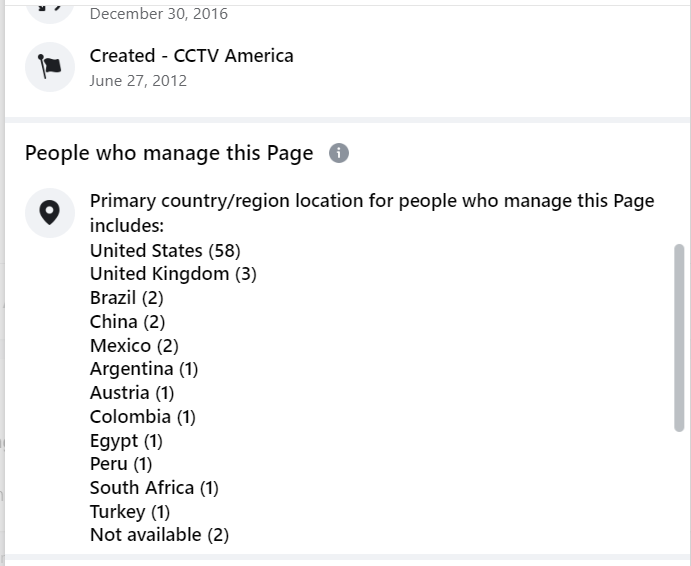 December 30, 2016
Created - CCTV America
June 27, 2012
People who manage this Page
Primary country/region location for people who manage this Page
includes:
United States (58)
United Kingdom (3)
Brazil (2)
China (2)
Mexico (2)
Argentina (1)
Austria (1)
Colombia (1)
Egypt (1)
Peru (1)
South Africa (1)
Turkey (1)
Not available (2)